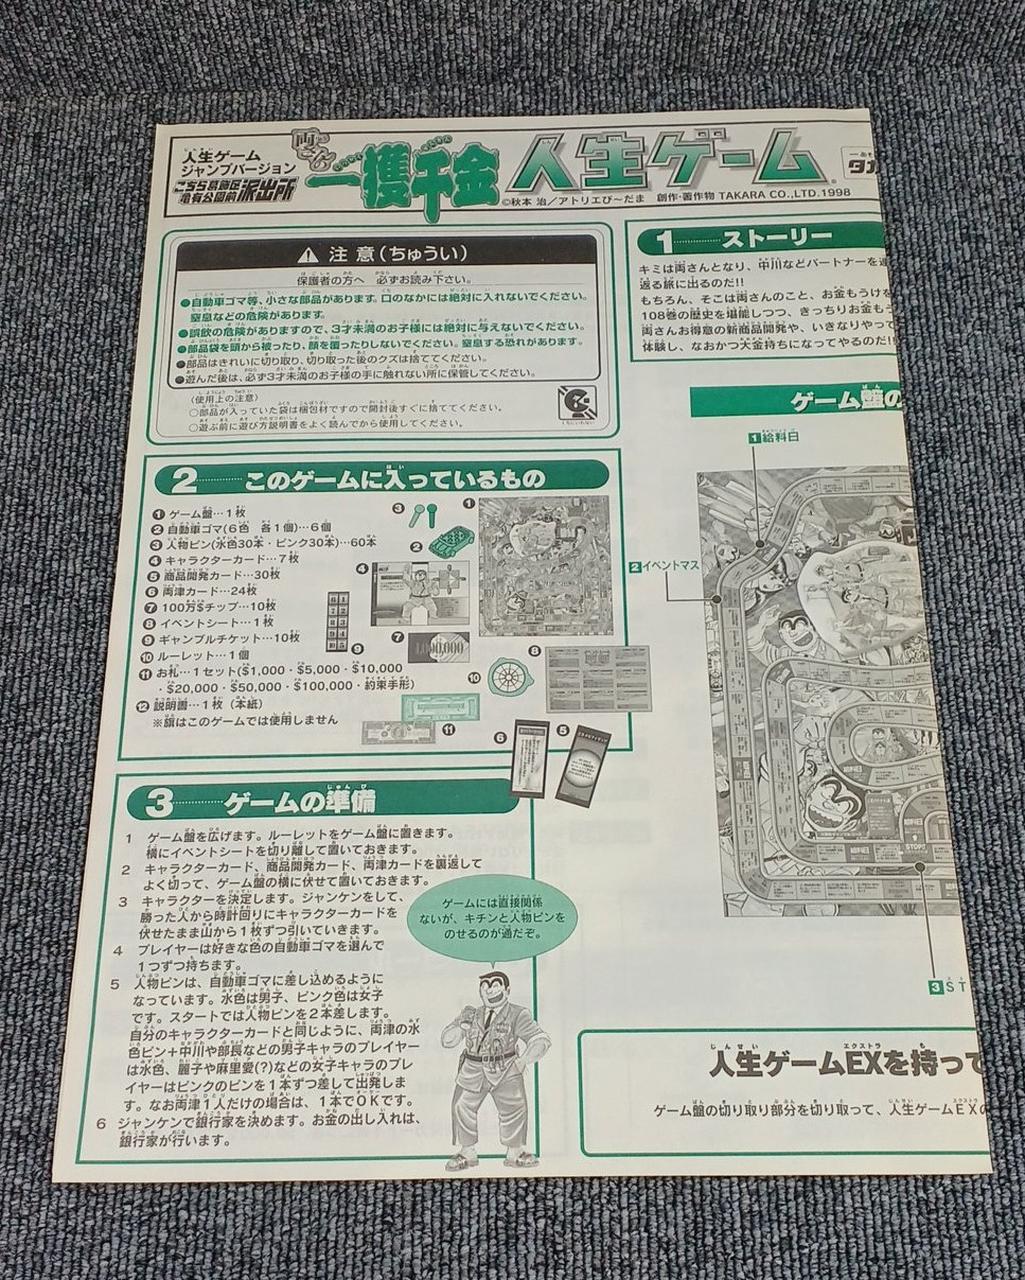 人生ゲーム
ジャンプバージョン
こちら葛飾区
亀有公園前派出所
両さん
一攫千金
人生ゲーム
©秋本 治/アトリエびーだま 創作・著作物 TAKARA CO.,LTD.1998
注意(ちゅうい)
保護者の方へ 必ずお読み下さい。
●自動車ゴマ等、小さな部品があります。口のなかには絶対に入れないでください。
窒息などの危険があります。
●誤飲の危険がありますので、3才未満のお子様には絶対に与えないでください。
●部品袋を頭から被ったり、顔を覆ったりしないでください。窒息する恐れがあります。
●部品はきれいに切り取り、切り取った後のクズは捨ててください。
●遊んだ後は、必ず3才未満のお子様の手に触れない所に保管してください。
〈使用上の注意〉
○部品が入っていた袋は梱包材ですので開封後すぐに捨ててください。
○遊ぶ前に遊び方説明書をよく読んでから使用してください。
1 ストーリー
キミは両さんとなり、中川などパートナーを
返る旅に出るのだ!!
もちろん、そこは両さんのこと、お金もうけを
108巻の歴史を堪能しつつ、きっちりお金も
両さんお得意の新商品開発や、いきなりやって
体験し、なおかつ大金持ちになってやるのだ!!
ゲーム盤の
1 給料日
2 イベントマス
2 このゲームに入っているもの
❶ ゲーム盤…1枚
❷ 自動車ゴマ(6色 各1個)…6個
❸ 人物ピン(水色30本・ピンク30本)…60本
❹ キャラクターカード…7枚
❺ 商品開発カード…30枚
❻ 両津カード…24枚
❼ 100万$チップ…10枚
❽ イベントシート…1枚
❾ ギャンブルチケット…10枚
❿ ルーレット…1個
⓫ お札…1セット($1,000・$5,000・$10,000
・$20,000・$50,000・$100,000・約束手形)
⓬ 説明書…1枚(本紙)
※旗はこのゲームでは使用しません
3 ゲームの準備
1 ゲーム盤を広げます。ルーレットをゲーム盤に置きます。
横にイベントシートを切り離して置いておきます。
2 キャラクターカード、商品開発カード、両津カードを裏返して
よく切って、ゲーム盤の横に伏せて置いておきます。
3 キャラクターを決定します。ジャンケンをして、
勝った人から時計回りにキャラクターカードを
伏せたまま山から1枚ずつ引いていきます。
4 プレイヤーは好きな色の自動車ゴマを選んで
1つずつ持ちます。
5 人物ピンは、自動車ゴマに差し込めるように
なっています。水色は男子、ピンク色は女子
です。スタートでは人物ピンを2本差します。
自分のキャラクターカードと同じように、両津の水
色ピン+中川や部長などの男子キャラのプレイヤー
は水色、麗子や麻里愛(?)などの女子キャラのプレ
イヤーはピンクのピンを1本ずつ差して出発しま
す。なお両津1人だけの場合は、1本でOKです。
6 ジャンケンで銀行家を決めます。お金の出し入れは、
銀行家が行います。
ゲームには直接関係
ないが、キチンと人物ピンを
のせるのが通だぞ。
STOP!!
3 ST
人生ゲームEXを持って
ゲーム盤の切り取り部分を切り取って、人生ゲームEXの